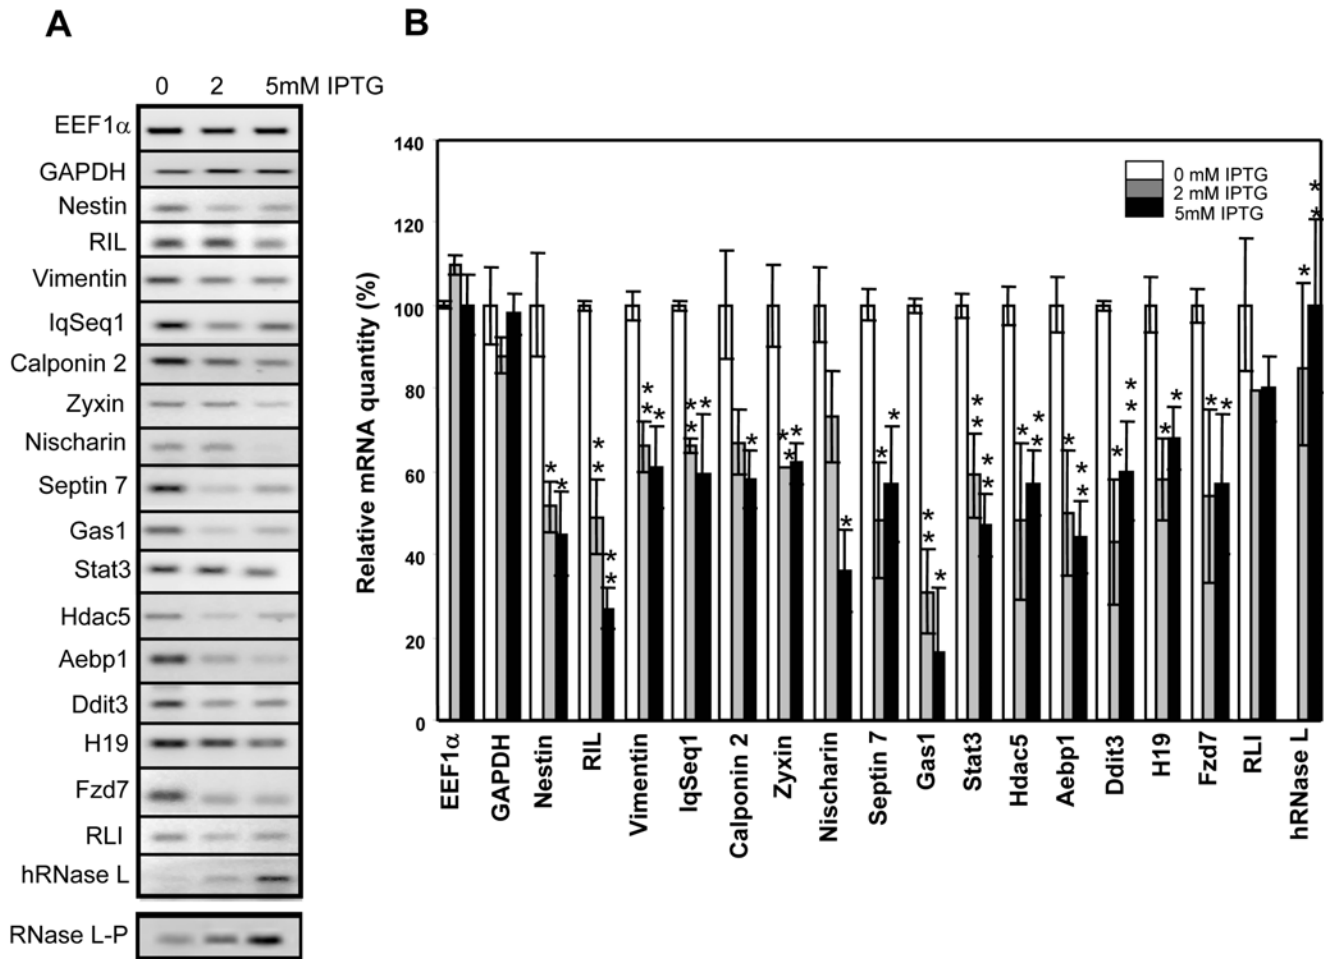 A
B
0 2 5mM IPTG
EEF1α
GAPDH
Nestin
RIL
Vimentin
IqSeq1
Calponin 2
Zyxin
Nischarin
Septin 7
Gas1
Stat3
Hdac5
Aebp1
Ddit3
H19
Fzd7
RLI
hRNase L
RNase L-P
Relative mRNA quantity (%)
140
120
100
80
60
40
20
0
0 mM IPTG
2 mM IPTG
5mM IPTG
EEF1α
GAPDH
Nestin
RIL
Vimentin
IqSeq1
Calponin 2
Zyxin
Nischarin
Septin 7
Gas1
Stat3
Hdac5
Aebp1
Ddit3
H19
Fzd7
RLI
hRNase L